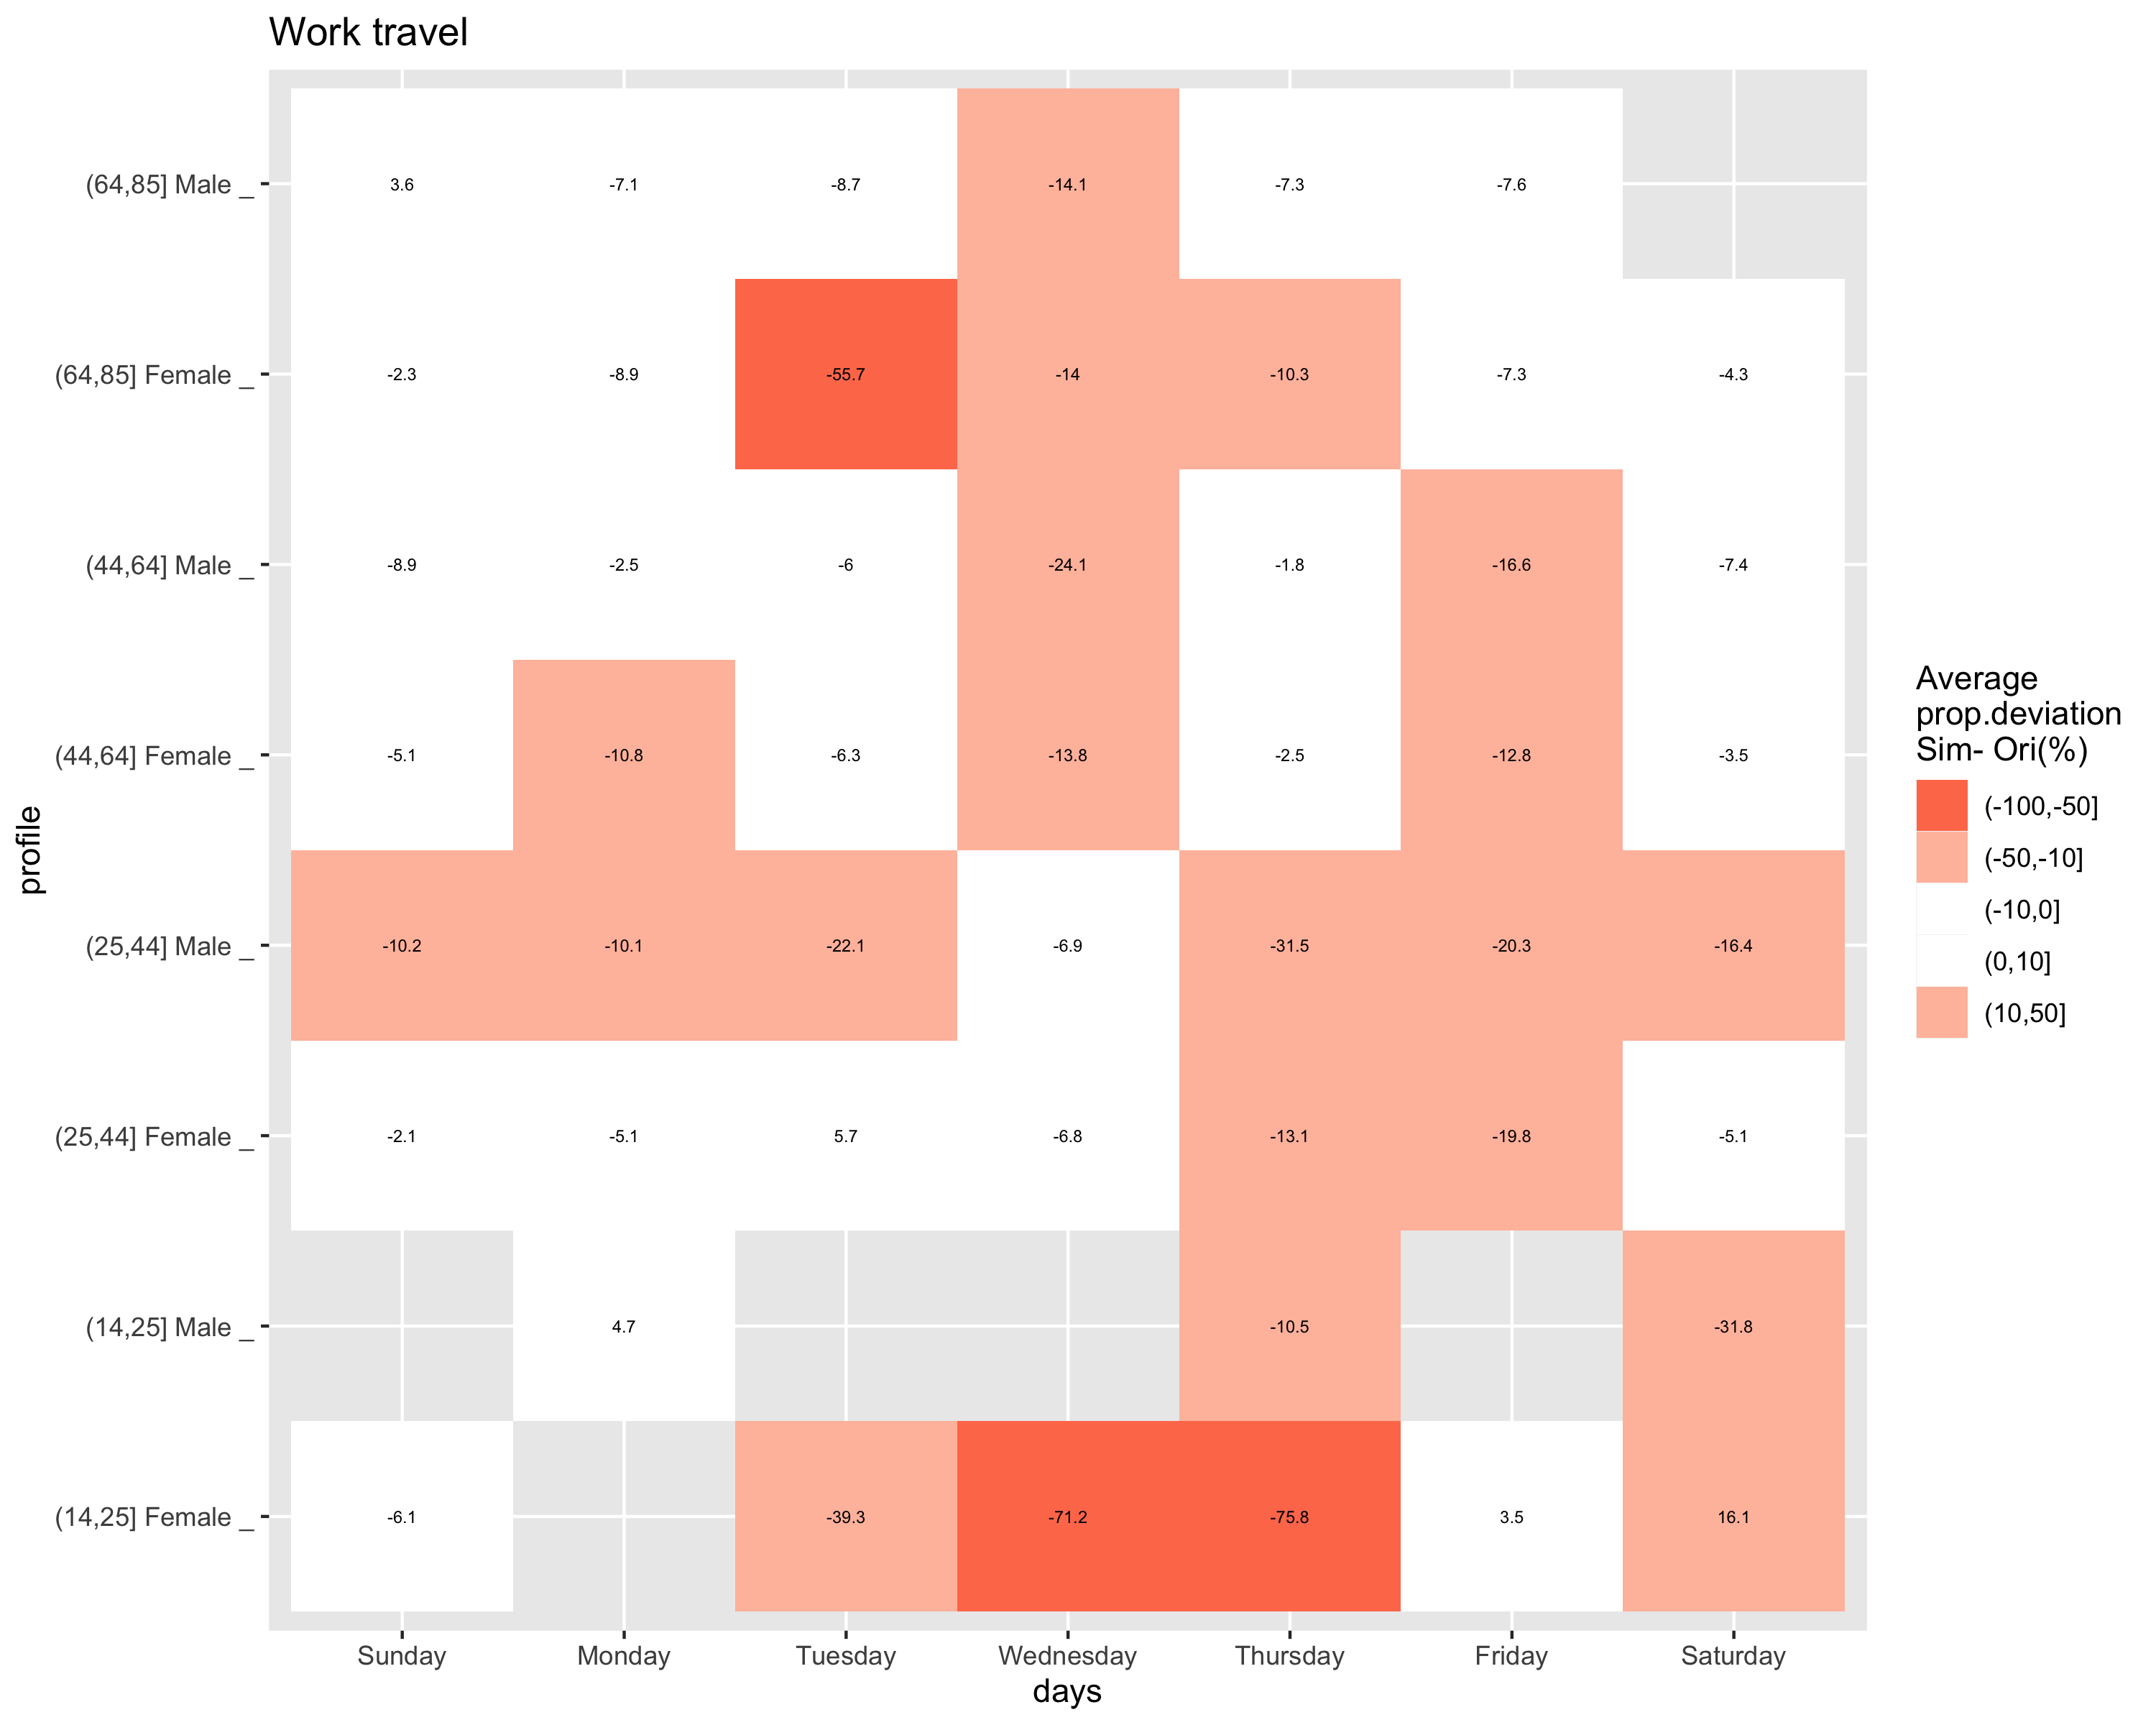 Work travel
(64,85] Male _
3.6
-7.1
-8.7
-14.1
-7.3
-7.6
(64,85] Female _
-2.3
-8.9
-55.7
-14
-10.3
-7.3
-4.3
(44,64] Male _
-8.9
-2.5
-6
-24.1
-1.8
-16.6
-7.4
(44,64] Female _
-5.1
-10.8
-6.3
-13.8
-2.5
-12.8
-3.5
(25,44] Male _
-10.2
-10.1
-22.1
-6.9
-31.5
-20.3
-16.4
(25,44] Female _
-2.1
-5.1
5.7
-6.8
-13.1
-19.8
-5.1
(14,25] Male _
4.7
-10.5
-31.8
(14,25] Female _
-6.1
-39.3
-71.2
-75.8
3.5
16.1
Sunday
Monday
Tuesday
Wednesday
Thursday
Friday
Saturday
days
profile
Average
prop.deviation
Sim- Ori(%)
(-100,-50]
(-50,-10]
(-10,0]
(0,10]
(10,50]